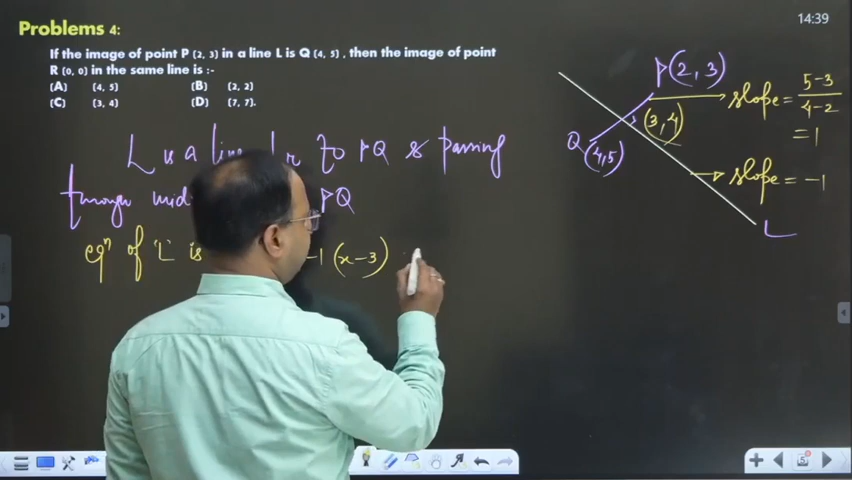 Problems 4:
14:39
If the image of point P (2, 3) in a line L is Q (4, 5) , then the image of point
R (0, 0) in the same line is :-
(A) (4, 5) (B) (2, 2)
(C) (3, 4) (D) (7, 7).
L is a line ⊥r to PQ & passing
through mid PQ
eqn of 'L' is -1 (x-3)
P(2, 3)
(3, 4)
Q (4,5)
slope = 5-3
4-2
= 1
slope = -1
L